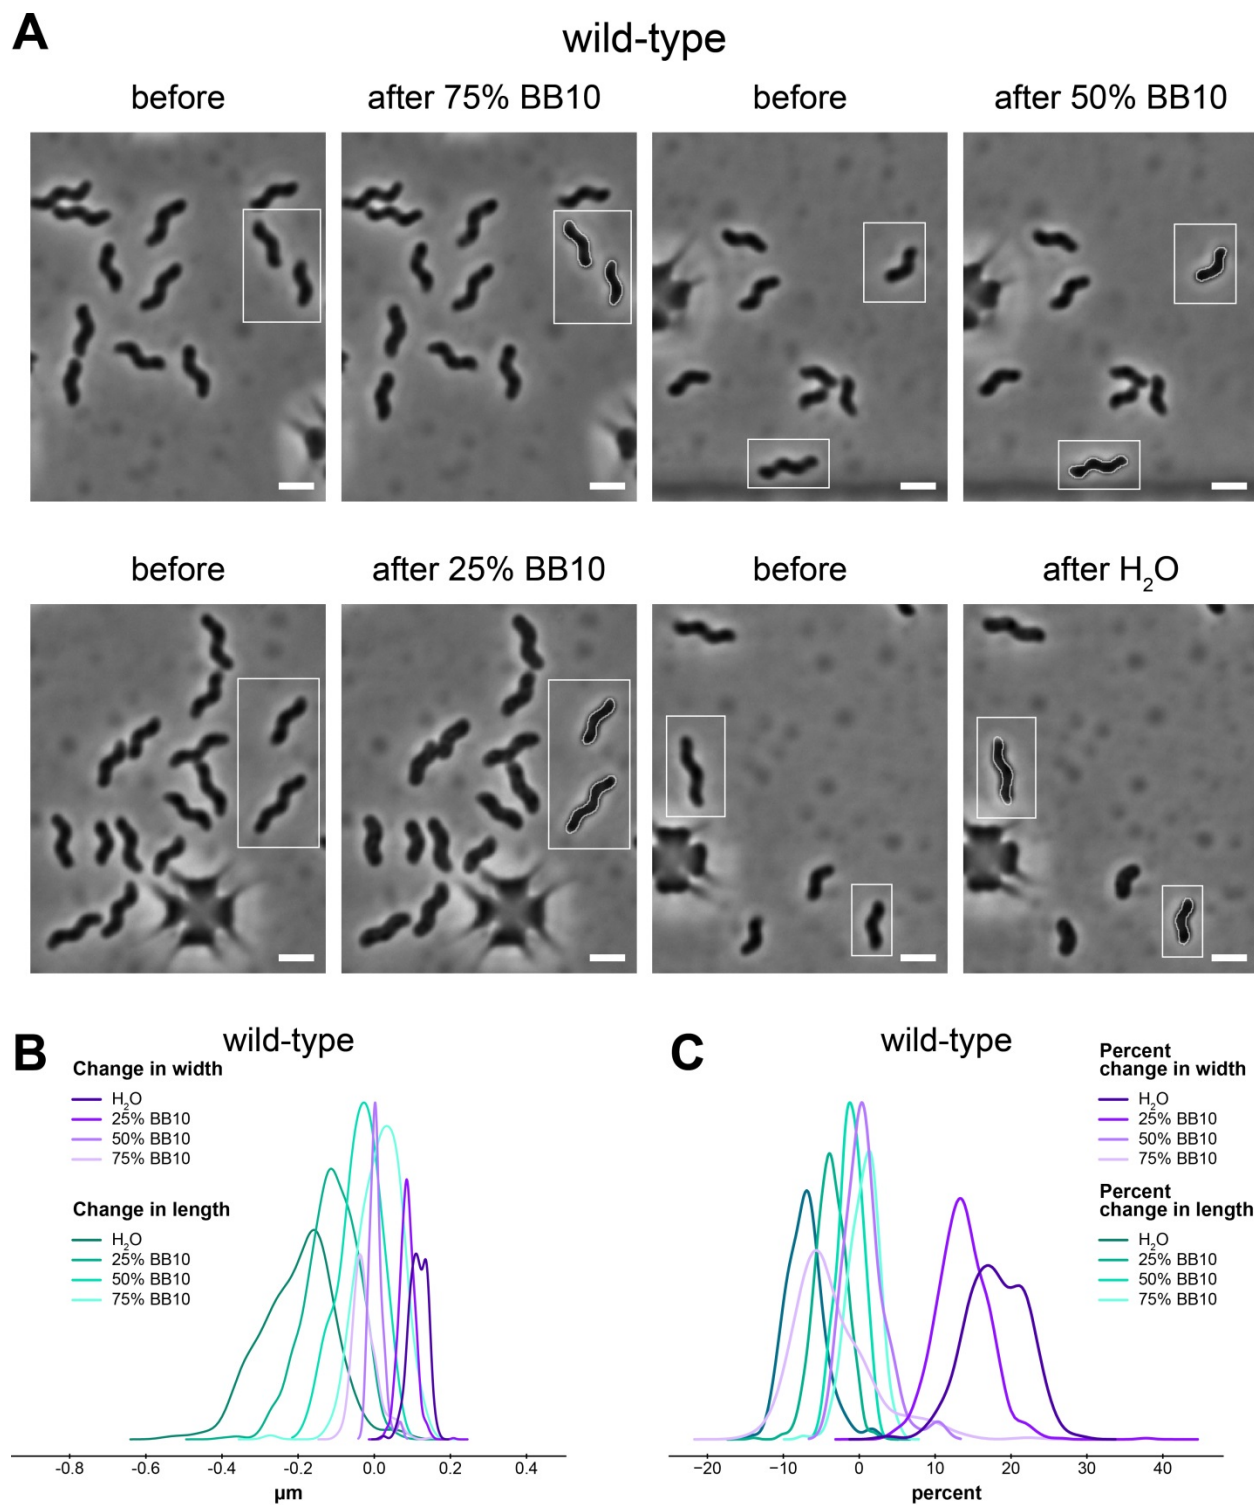 A
wild-type
before
after 75% BB10
before
after 50% BB10
before
after 25% BB10
before
after H₂O
B
wild-type
Change in width
H₂O
25% BB10
50% BB10
75% BB10
Change in length
H₂O
25% BB10
50% BB10
75% BB10
-0.8
-0.6
-0.4
-0.2
0.0
0.2
0.4
µm
C
wild-type
Percent
change in width
H₂O
25% BB10
50% BB10
75% BB10
Percent
change in length
H₂O
25% BB10
50% BB10
75% BB10
−20
−10
0
10
20
30
40
percent